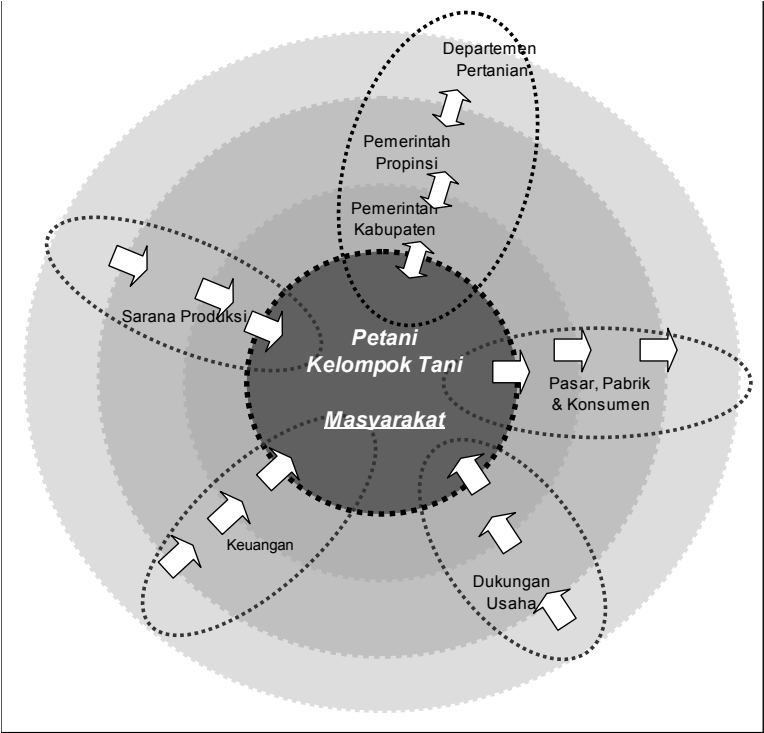 Departemen
Pertanian
Pemerintah
Propinsi
Pemerintah
Kabupaten
Sarana Produksi
Petani
Kelompok Tani
Masyarakat
Pasar, Pabrik
& Konsumen
Keuangan
Dukungan
Usaha